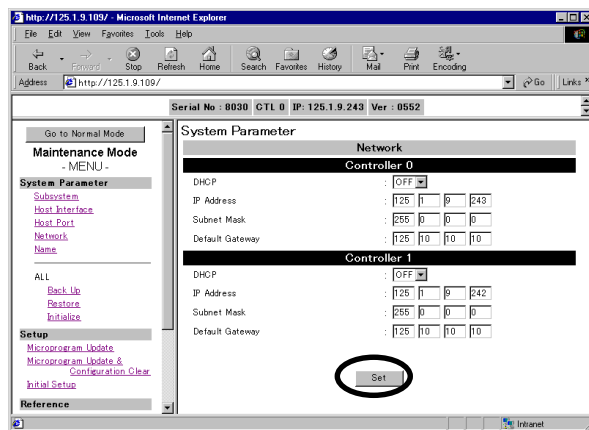 http://125.1.9.109/ - Microsoft Internet Explorer
File Edit View Favorites Tools Help
Back Forward Stop Refresh Home Search Favorites History Mail Print Encoding
Address http://125.1.9.109/ Go Links »
Serial No : 8030 CTL 0 IP: 125.1.9.243 Ver : 0552
Go to Normal Mode
Maintenance Mode
- MENU -
System Parameter
Subsystem
Host Interface
Host Port
Network
Name
ALL
Back Up
Restore
Initialize
Setup
Microprogram Update
Microprogram Update &
Configuration Clear
Initial Setup
Reference
System Parameter
Network
Controller 0
DHCP : OFF
IP Address : 125 1 9 243
Subnet Mask : 255 0 0 0
Default Gateway : 125 10 10 10
Controller 1
DHCP : OFF
IP Address : 125 1 9 242
Subnet Mask : 255 0 0 0
Default Gateway : 125 10 10 10
Set
Intranet